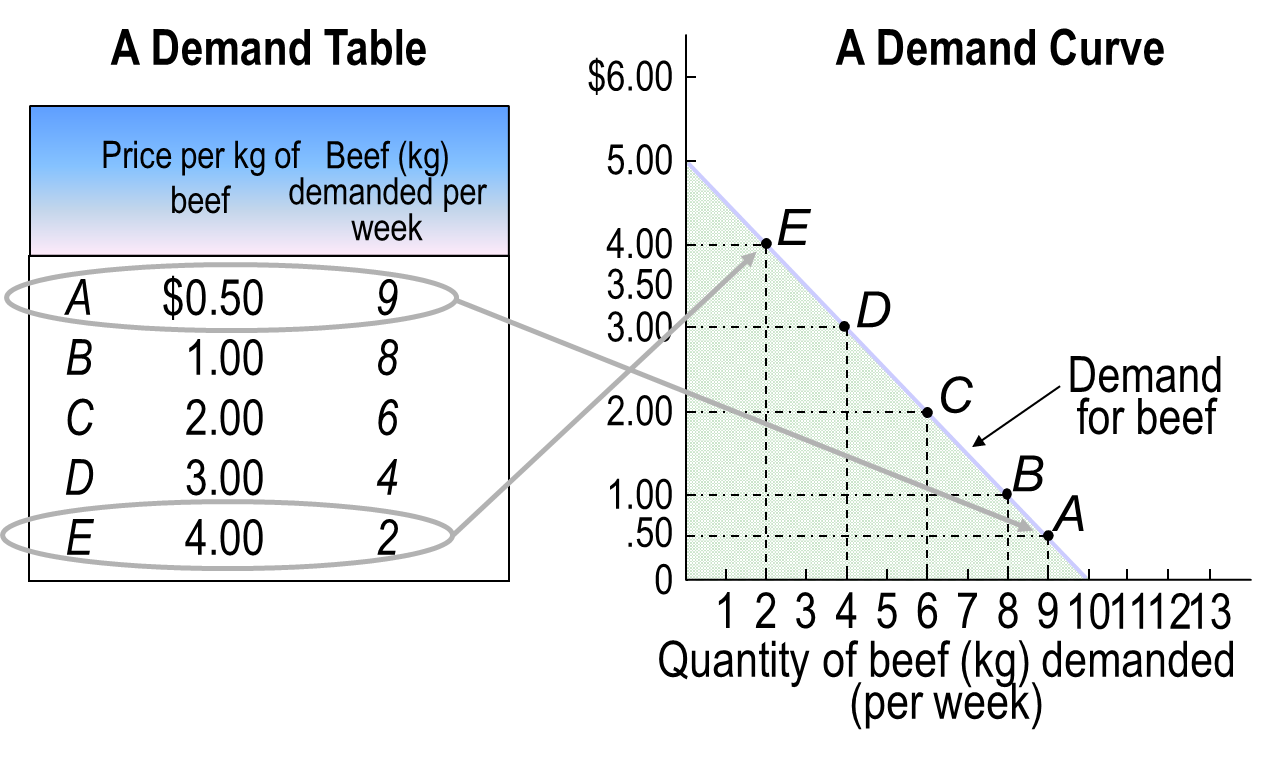 A Demand Table
Price per kg of
beef
Beef (kg)
demanded per
week
A $0.50 9
B 1.00 8
C 2.00 6
D 3.00 4
E 4.00 2
A Demand Curve
$6.00
5.00
4.00
3.50
3.00
2.00
1.00
.50
0
E
D
C
B
A
Demand
for beef
1 2 3 4 5 6 7 8 9 10 11 12 13
Quantity of beef (kg) demanded
(per week)